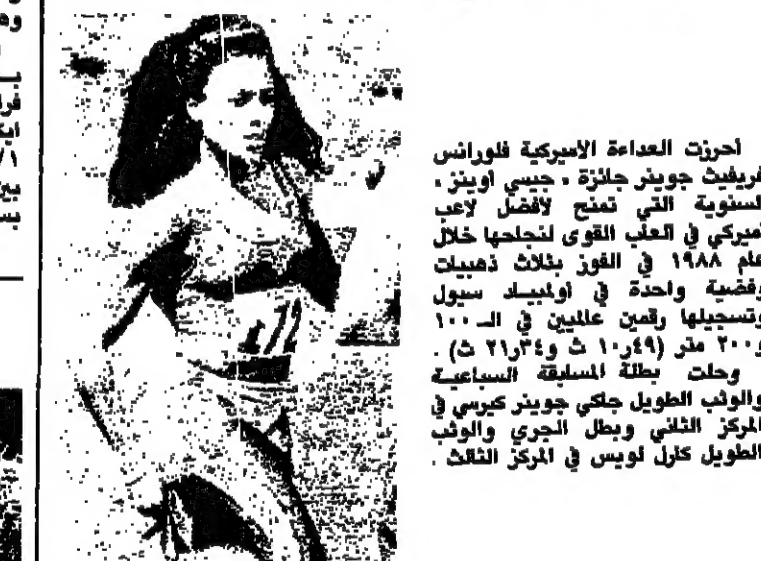 أحرزت العداءة الأميركية فلورانس
غريفيث جوينر جائزة « جيسي اوينز »
السنوية التي تمنح لافضل لاعب
أميركي في العاب القوى لنجاحها خلال
عام ١٩٨٨ في الفوز بثلاث ذهبيات
وفضية واحدة في اولمبياد سيول
وتسجيلها رقمين عالميين في الـ ١٠٠
و٢٠٠ متر (١٠٫٤٩ ث و٢١٫٣٤ ث) .
وحلت بطلة المسابقة السباعية
والوثب الطويل جاكي جوينر كيرسي في
المركز الثاني وبطل الجري والوثب
الطويل كارل لويس في المركز الثالث .